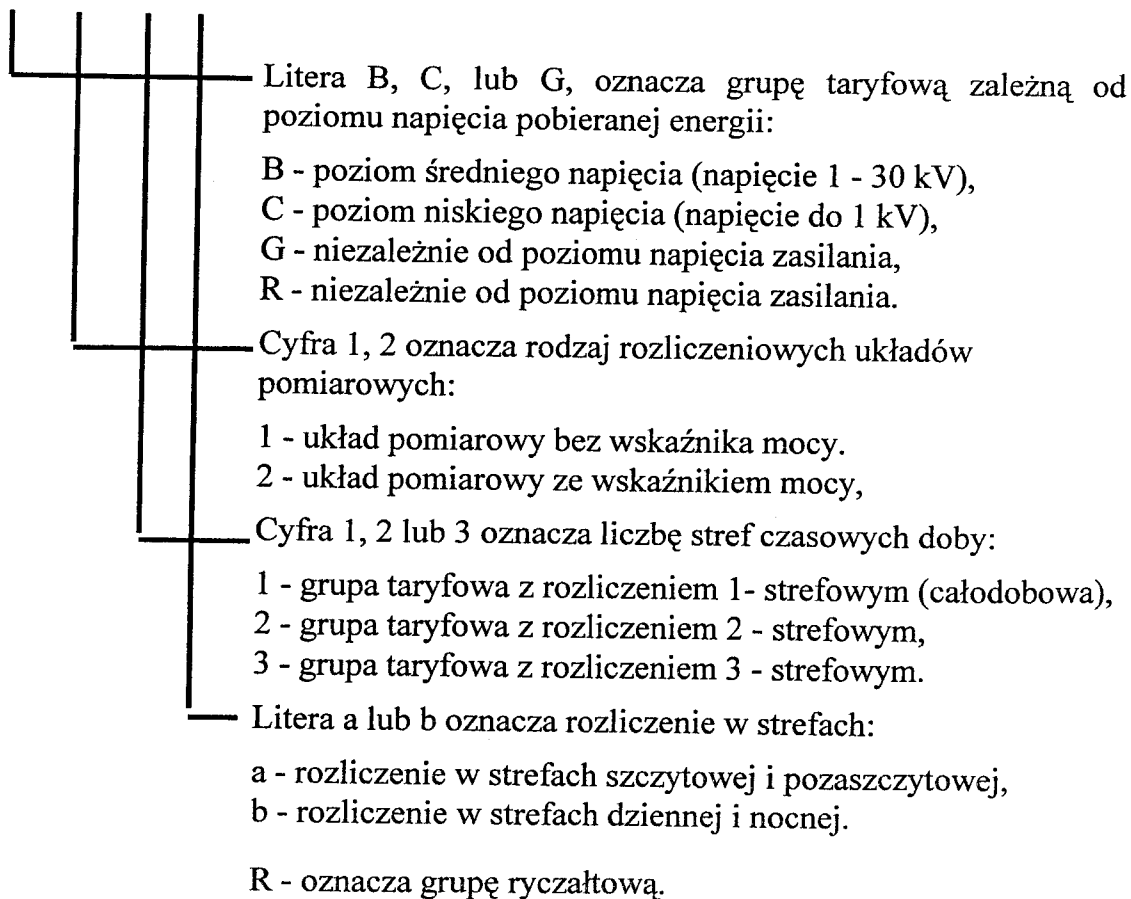 Litera B, C, lub G, oznacza grupę taryfową zależną od
poziomu napięcia pobieranej energii:
B - poziom średniego napięcia (napięcie 1 - 30 kV),
C - poziom niskiego napięcia (napięcie do 1 kV),
G - niezależnie od poziomu napięcia zasilania,
R - niezależnie od poziomu napięcia zasilania.
Cyfra 1, 2 oznacza rodzaj rozliczeniowych układów
pomiarowych:
1 - układ pomiarowy bez wskaźnika mocy.
2 - układ pomiarowy ze wskaźnikiem mocy,
Cyfra 1, 2 lub 3 oznacza liczbę stref czasowych doby:
1 - grupa taryfowa z rozliczeniem 1- strefowym (całodobowa),
2 - grupa taryfowa z rozliczeniem 2 - strefowym,
3 - grupa taryfowa z rozliczeniem 3 - strefowym.
Litera a lub b oznacza rozliczenie w strefach:
a - rozliczenie w strefach szczytowej i pozaszczytowej,
b - rozliczenie w strefach dziennej i nocnej.
R - oznacza grupę ryczałtową.